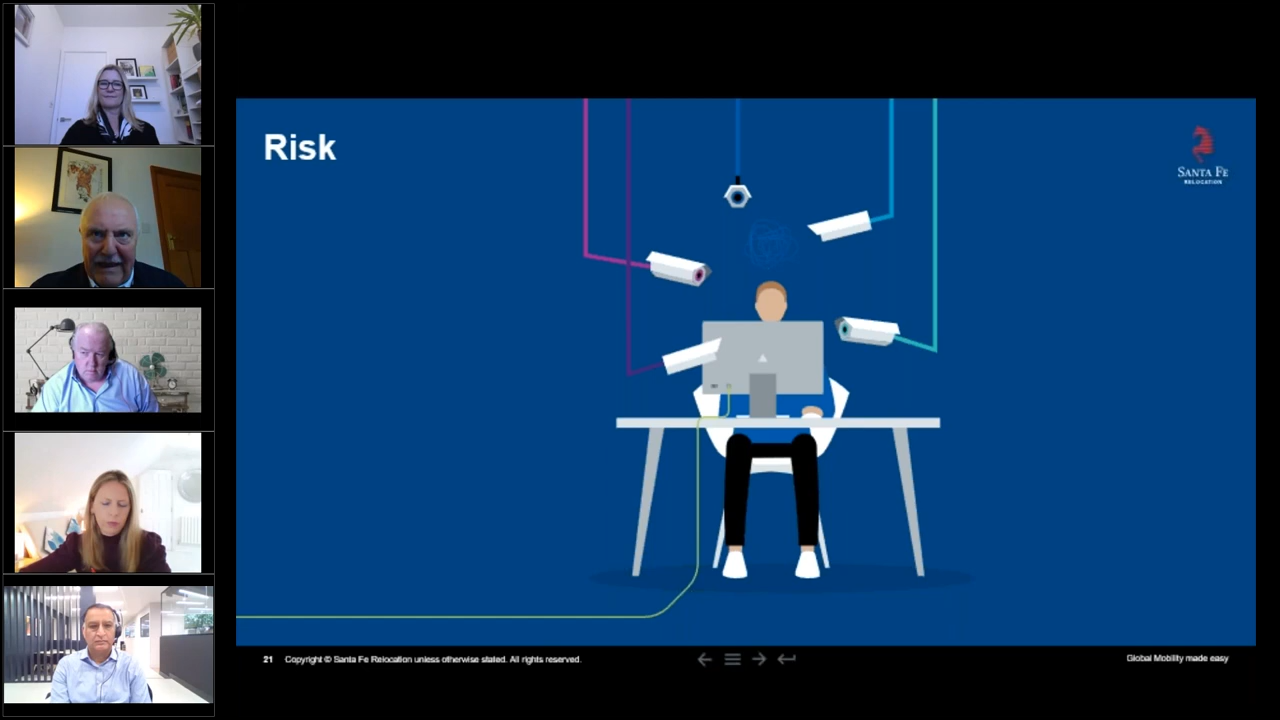 Risk
SANTA FE
RELOCATION
21 Copyright © Santa Fe Relocation unless otherwise stated. All rights reserved.
Global Mobility made easy